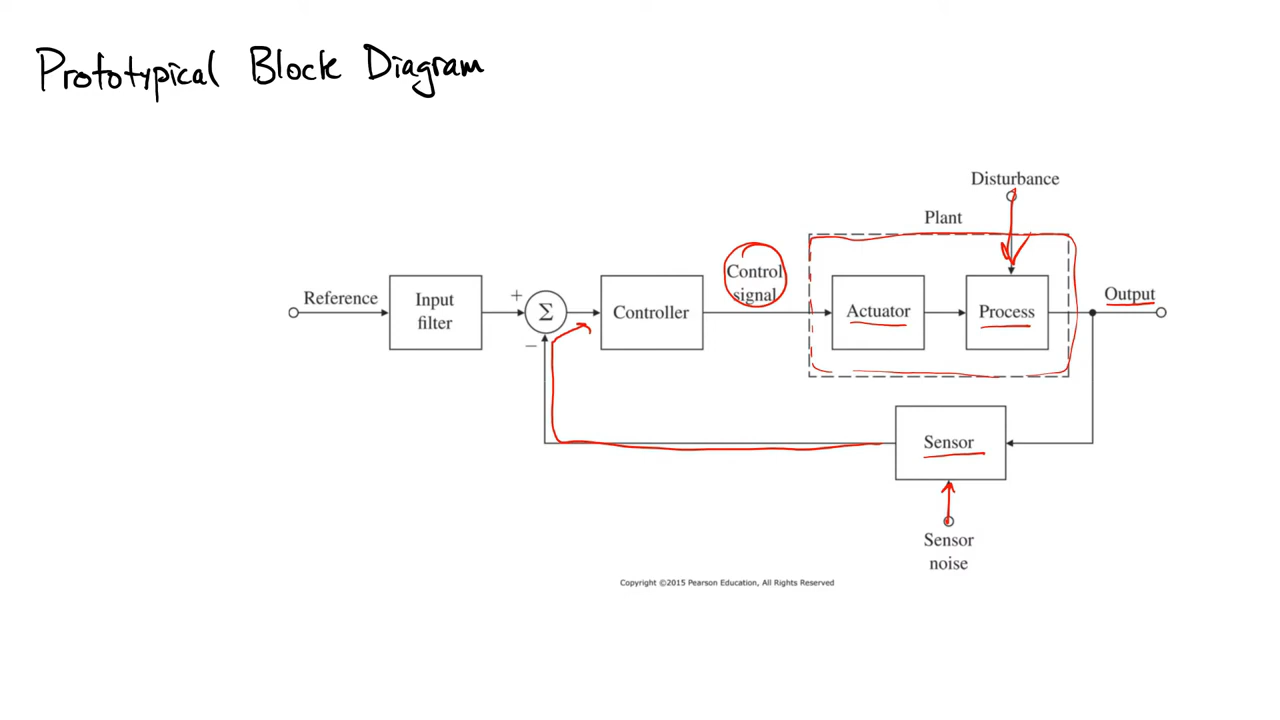 Prototypical Block Diagram
Disturbance
Plant
Control
signal
Reference
Input
filter
+
Σ
−
Controller
Actuator
Process
Output
Sensor
Sensor
noise
Copyright ©2015 Pearson Education, All Rights Reserved